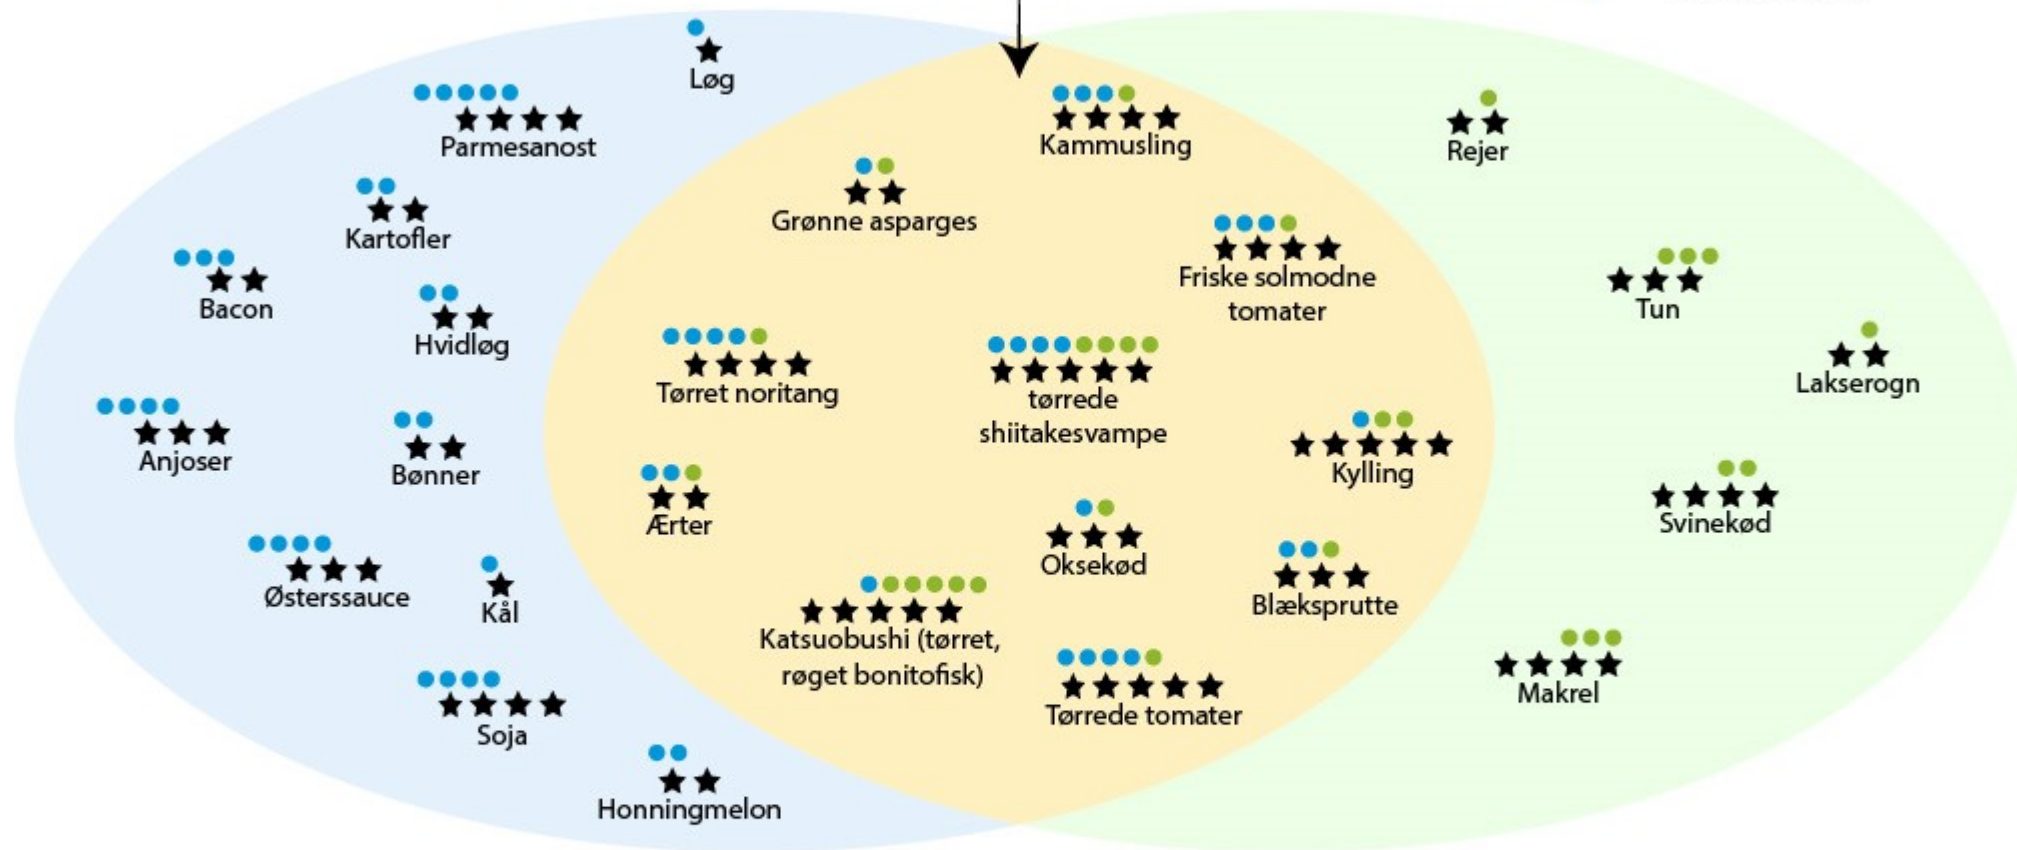 Løg
Parmesanost
Kammusling
Rejer
Grønne asparges
Kartofler
Friske solmodne
tomater
Bacon
Tun
Hvidløg
Tørret noritang
tørrede
shiitakesvampe
Lakserogn
Anjoser
Bønner
Kylling
Ærter
Svinekød
Oksekød
Østerssauce
Kål
Blæksprutte
Katsuobushi (tørret,
røget bonitofisk)
Makrel
Tørrede tomater
Soja
Honningmelon